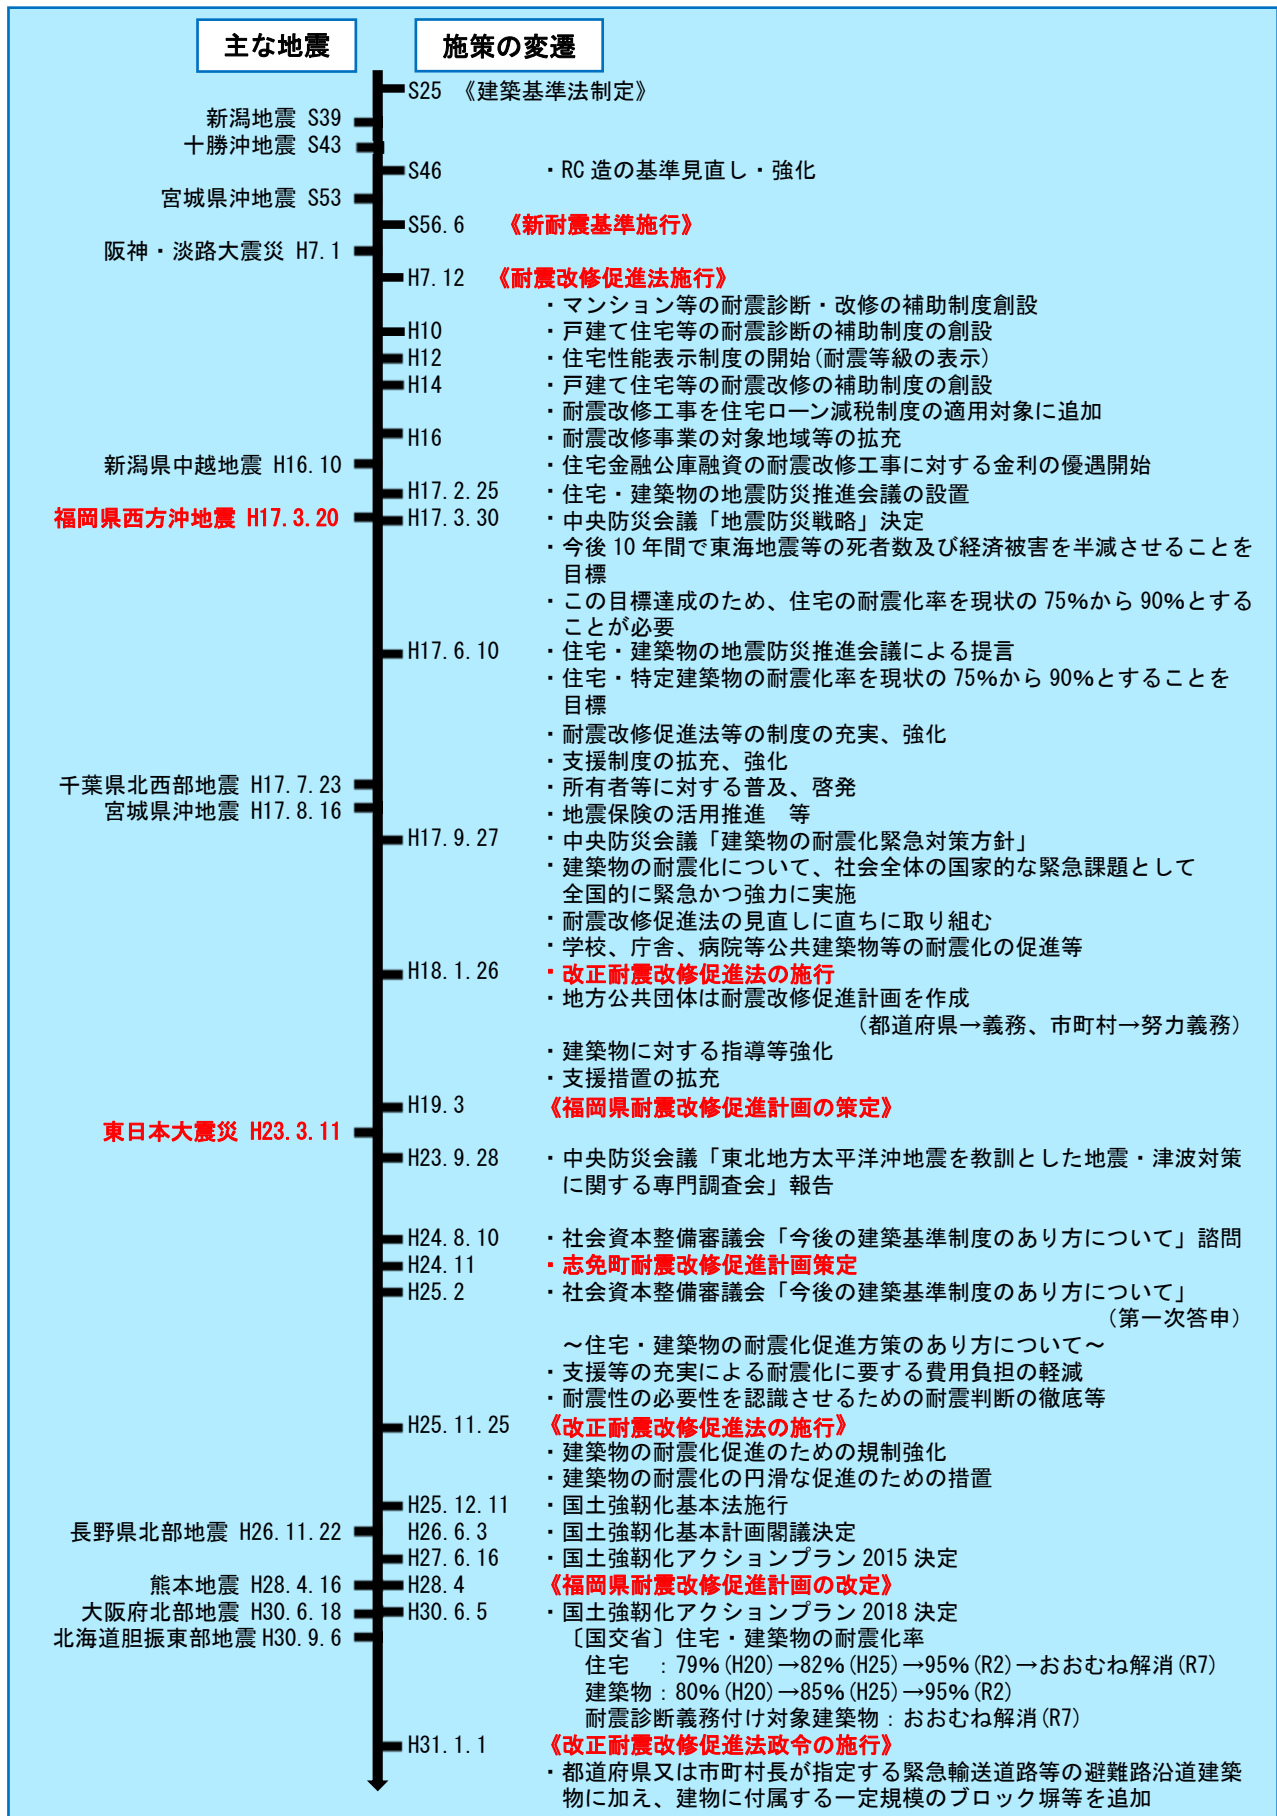 主な地震
施策の変遷
S25 《建築基準法制定》
新潟地震 S39
十勝沖地震 S43
S46 ・RC造の基準見直し・強化
宮城県沖地震 S53
S56.6 《新耐震基準施行》
阪神・淡路大震災 H7.1
H7.12 《耐震改修促進法施行》
・マンション等の耐震診断・改修の補助制度創設
H10 ・戸建て住宅等の耐震診断の補助制度の創設
H12 ・住宅性能表示制度の開始(耐震等級の表示)
H14 ・戸建て住宅等の耐震改修の補助制度の創設
・耐震改修工事を住宅ローン減税制度の適用対象に追加
H16 ・耐震改修事業の対象地域等の拡充
新潟県中越地震 H16.10 ・住宅金融公庫融資の耐震改修工事に対する金利の優遇開始
H17.2.25 ・住宅・建築物の地震防災推進会議の設置
福岡県西方沖地震 H17.3.20 H17.3.30 ・中央防災会議「地震防災戦略」決定
・今後10年間で東海地震等の死者数及び経済被害を半減させることを
目標
・この目標達成のため、住宅の耐震化率を現状の75%から90%とする
ことが必要
H17.6.10 ・住宅・建築物の地震防災推進会議による提言
・住宅・特定建築物の耐震化率を現状の75%から90%とすることを
目標
・耐震改修促進法等の制度の充実、強化
・支援制度の拡充、強化
千葉県北西部地震 H17.7.23 ・所有者等に対する普及、啓発
宮城県沖地震 H17.8.16 ・地震保険の活用推進 等
H17.9.27 ・中央防災会議「建築物の耐震化緊急対策方針」
・建築物の耐震化について、社会全体の国家的な緊急課題として
全国的に緊急かつ強力に実施
・耐震改修促進法の見直しに直ちに取り組む
・学校、庁舎、病院等公共建築物等の耐震化の促進等
H18.1.26 ・改正耐震改修促進法の施行
・地方公共団体は耐震改修促進計画を作成
（都道府県→義務、市町村→努力義務）
・建築物に対する指導等強化
・支援措置の拡充
H19.3 《福岡県耐震改修促進計画の策定》
東日本大震災 H23.3.11
H23.9.28 ・中央防災会議「東北地方太平洋沖地震を教訓とした地震・津波対策
に関する専門調査会」報告
H24.8.10 ・社会資本整備審議会「今後の建築基準制度のあり方について」諮問
H24.11 ・志免町耐震改修促進計画策定
H25.2 ・社会資本整備審議会「今後の建築基準制度のあり方について」
（第一次答申）
～住宅・建築物の耐震化促進方策のあり方について～
・支援等の充実による耐震化に要する費用負担の軽減
・耐震性の必要性を認識させるための耐震判断の徹底等
H25.11.25 《改正耐震改修促進法の施行》
・建築物の耐震化促進のための規制強化
・建築物の耐震化の円滑な促進のための措置
H25.12.11 ・国土強靭化基本法施行
長野県北部地震 H26.11.22 H26.6.3 ・国土強靭化基本計画閣議決定
H27.6.16 ・国土強靭化アクションプラン2015決定
熊本地震 H28.4.16 H28.4 《福岡県耐震改修促進計画の改定》
大阪府北部地震 H30.6.18 H30.6.5 ・国土強靭化アクションプラン2018決定
北海道胆振東部地震 H30.9.6 〔国交省〕住宅・建築物の耐震化率
住宅 ：79%(H20)→82%(H25)→95%(R2)→おおむね解消(R7)
建築物：80%(H20)→85%(H25)→95%(R2)
耐震診断義務付け対象建築物：おおむね解消(R7)
H31.1.1 《改正耐震改修促進法政令の施行》
・都道府県又は市町村長が指定する緊急輸送道路等の避難路沿道建築
物に加え、建物に付属する一定規模のブロック塀等を追加